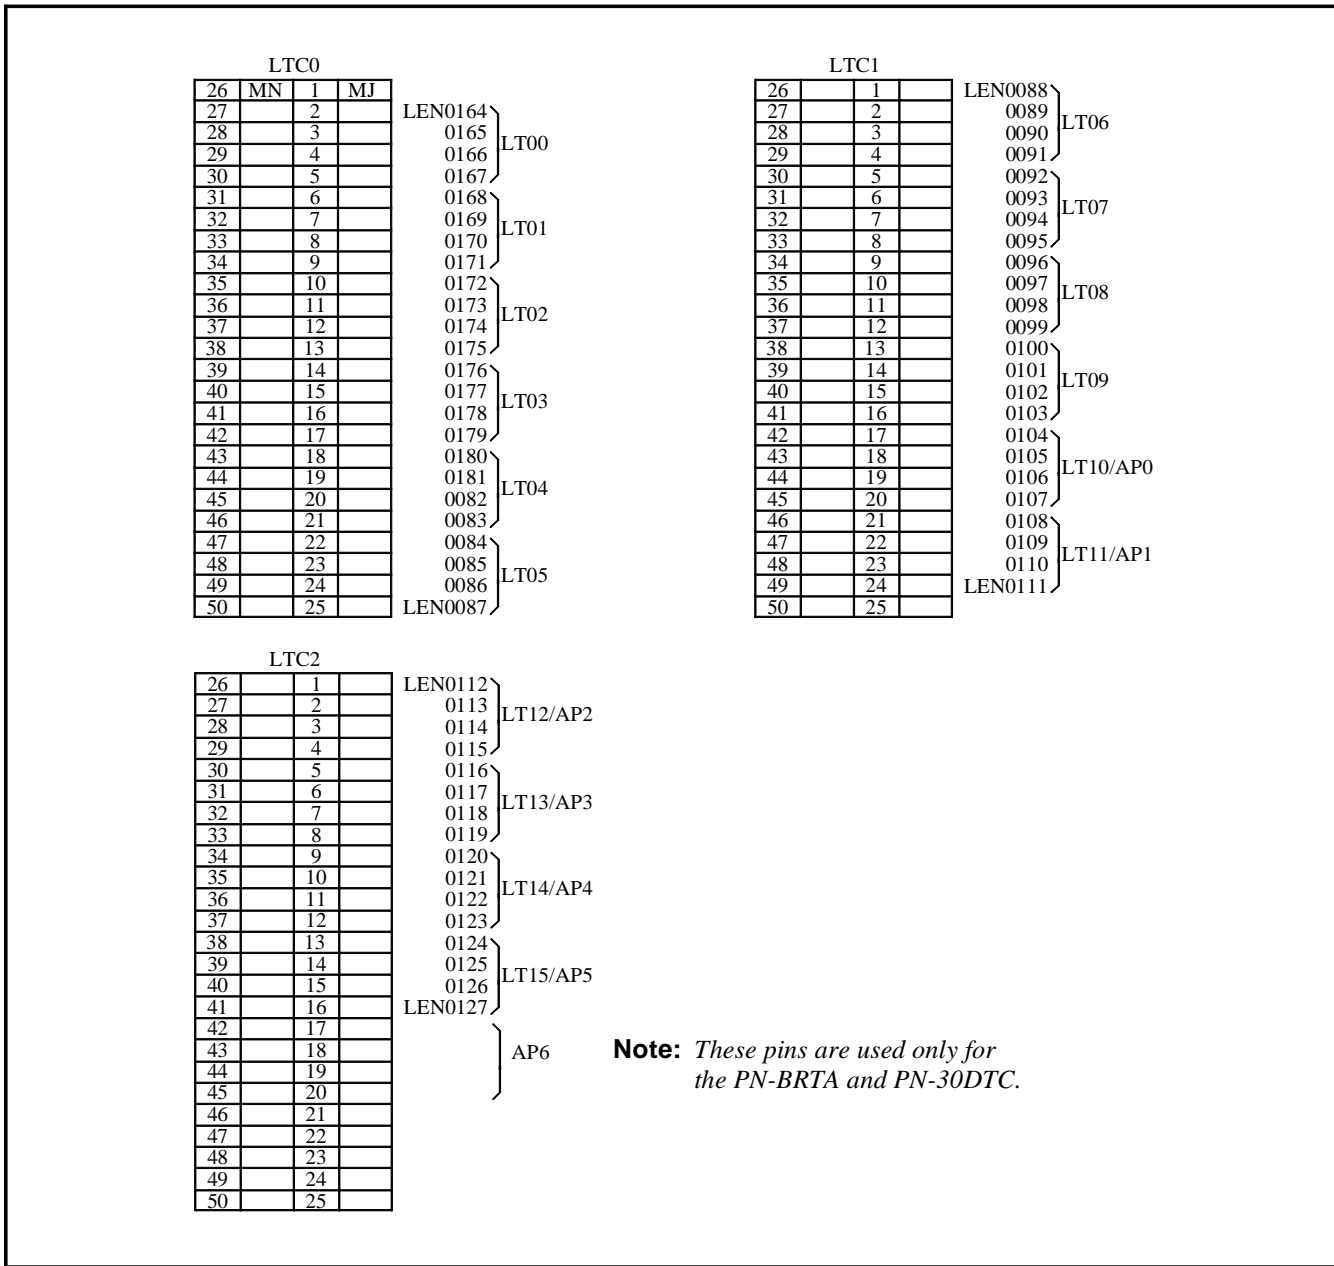 LTC0
26 MN 1 MJ
27 2 LEN0164
28 3 0165
LT00
29 4 0166
30 5 0167
31 6 0168
32 7 0169
LT01
33 8 0170
34 9 0171
35 10 0172
36 11 0173
LT02
37 12 0174
38 13 0175
39 14 0176
40 15 0177
LT03
41 16 0178
42 17 0179
43 18 0180
44 19 0181
LT04
45 20 0082
46 21 0083
47 22 0084
48 23 0085
LT05
49 24 0086
50 25 LEN0087
LTC1
26 1 LEN0088
27 2 0089
LT06
28 3 0090
29 4 0091
30 5 0092
31 6 0093
LT07
32 7 0094
33 8 0095
34 9 0096
35 10 0097
LT08
36 11 0098
37 12 0099
38 13 0100
39 14 0101
LT09
40 15 0102
41 16 0103
42 17 0104
43 18 0105
LT10/AP0
44 19 0106
45 20 0107
46 21 0108
47 22 0109
LT11/AP1
48 23 0110
49 24 LEN0111
50 25
LTC2
26 1 LEN0112
27 2 0113
LT12/AP2
28 3 0114
29 4 0115
30 5 0116
31 6 0117
LT13/AP3
32 7 0118
33 8 0119
34 9 0120
35 10 0121
LT14/AP4
36 11 0122
37 12 0123
38 13 0124
39 14 0125
LT15/AP5
40 15 0126
41 16 LEN0127
42 17
43 18
AP6
44 19
45 20
46 21
47 22
48 23
49 24
50 25
Note: These pins are used only for
the PN-BRTA and PN-30DTC.